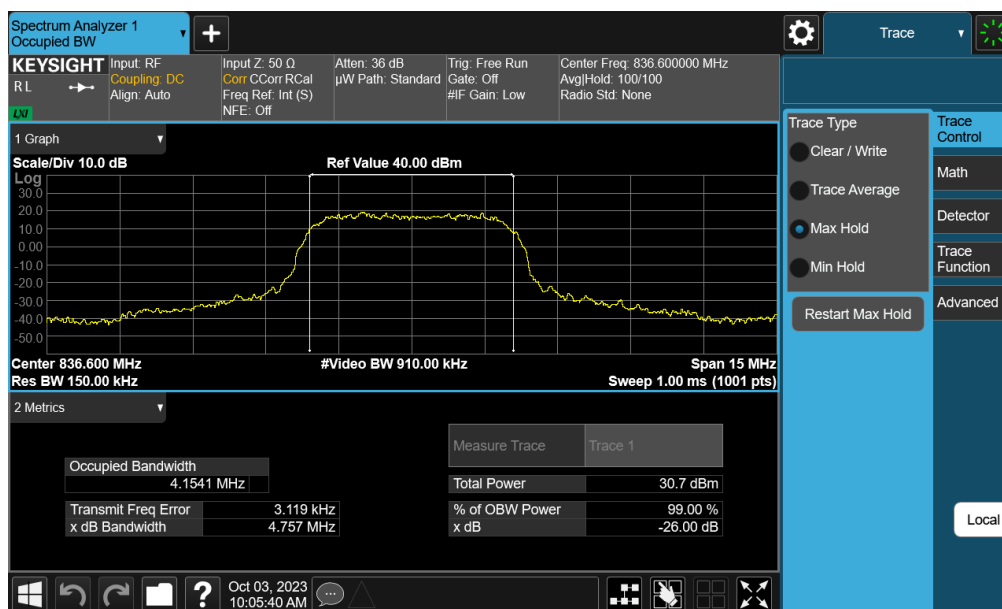 Spectrum Analyzer 1
Occupied BW
Trace
KEYSIGHT
R L
LXI
Input: RF
Coupling: DC
Align: Auto
Input Z: 50 Ω
Corr CCorr RCal
Freq Ref: Int (S)
NFE: Off
Atten: 36 dB
µW Path: Standard
Trig: Free Run
Gate: Off
#IF Gain: Low
Center Freq: 836.600000 MHz
Avg|Hold: 100/100
Radio Std: None
1 Graph
Scale/Div 10.0 dB
Ref Value 40.00 dBm
Log
30.0
20.0
10.0
0.00
-10.0
-20.0
-30.0
-40.0
-50.0
Center 836.600 MHz
#Video BW 910.00 kHz
Span 15 MHz
Res BW 150.00 kHz
Sweep 1.00 ms (1001 pts)
2 Metrics
Measure Trace
Trace 1
Occupied Bandwidth
4.1541 MHz
Total Power
30.7 dBm
Transmit Freq Error
3.119 kHz
% of OBW Power
99.00 %
x dB Bandwidth
4.757 MHz
x dB
-26.00 dB
Trace Type
Clear / Write
Trace Average
Max Hold
Min Hold
Restart Max Hold
Trace
Control
Math
Detector
Trace
Function
Advanced
Local
?
Oct 03, 2023
10:05:40 AM